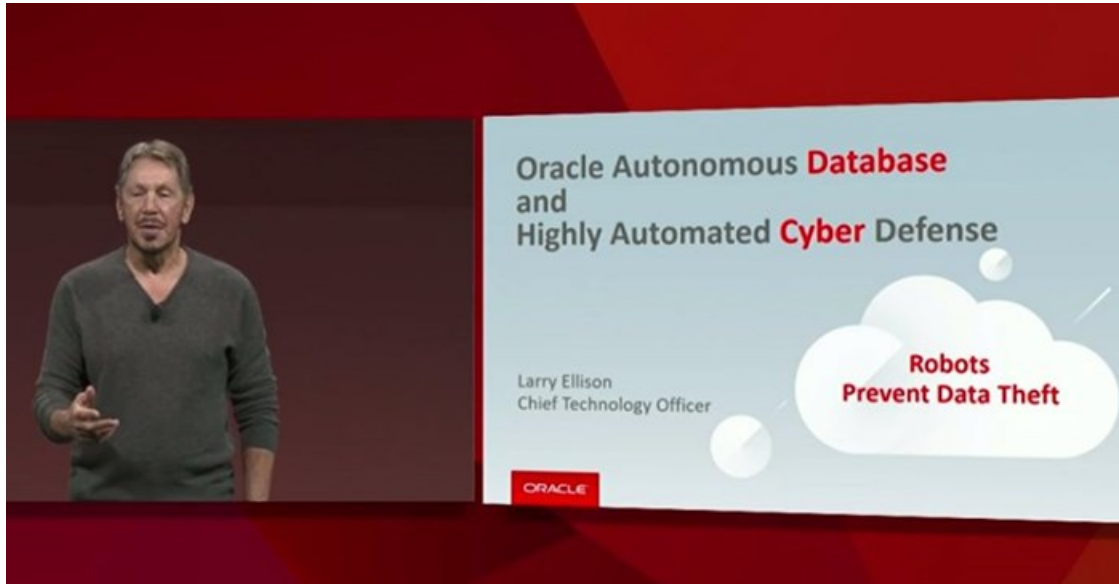 Oracle Autonomous Database
and
Highly Automated Cyber Defense
Larry Ellison
Chief Technology Officer
Robots
Prevent Data Theft
ORACLE